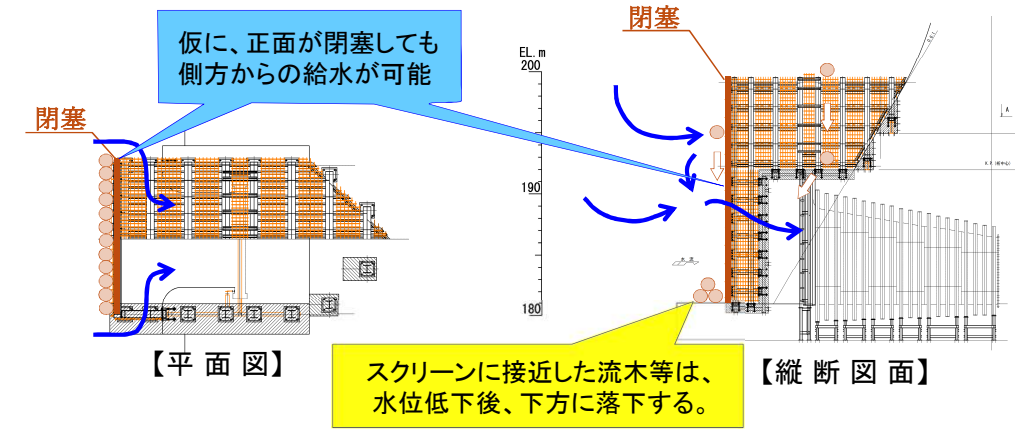 仮に、正面が閉塞しても
側方からの給水が可能
閉塞
【平 面 図】
閉塞
EL.m
200
190
180
スクリーンに接近した流木等は、
水位低下後、下方に落下する。
【縦 断 図 面】
A